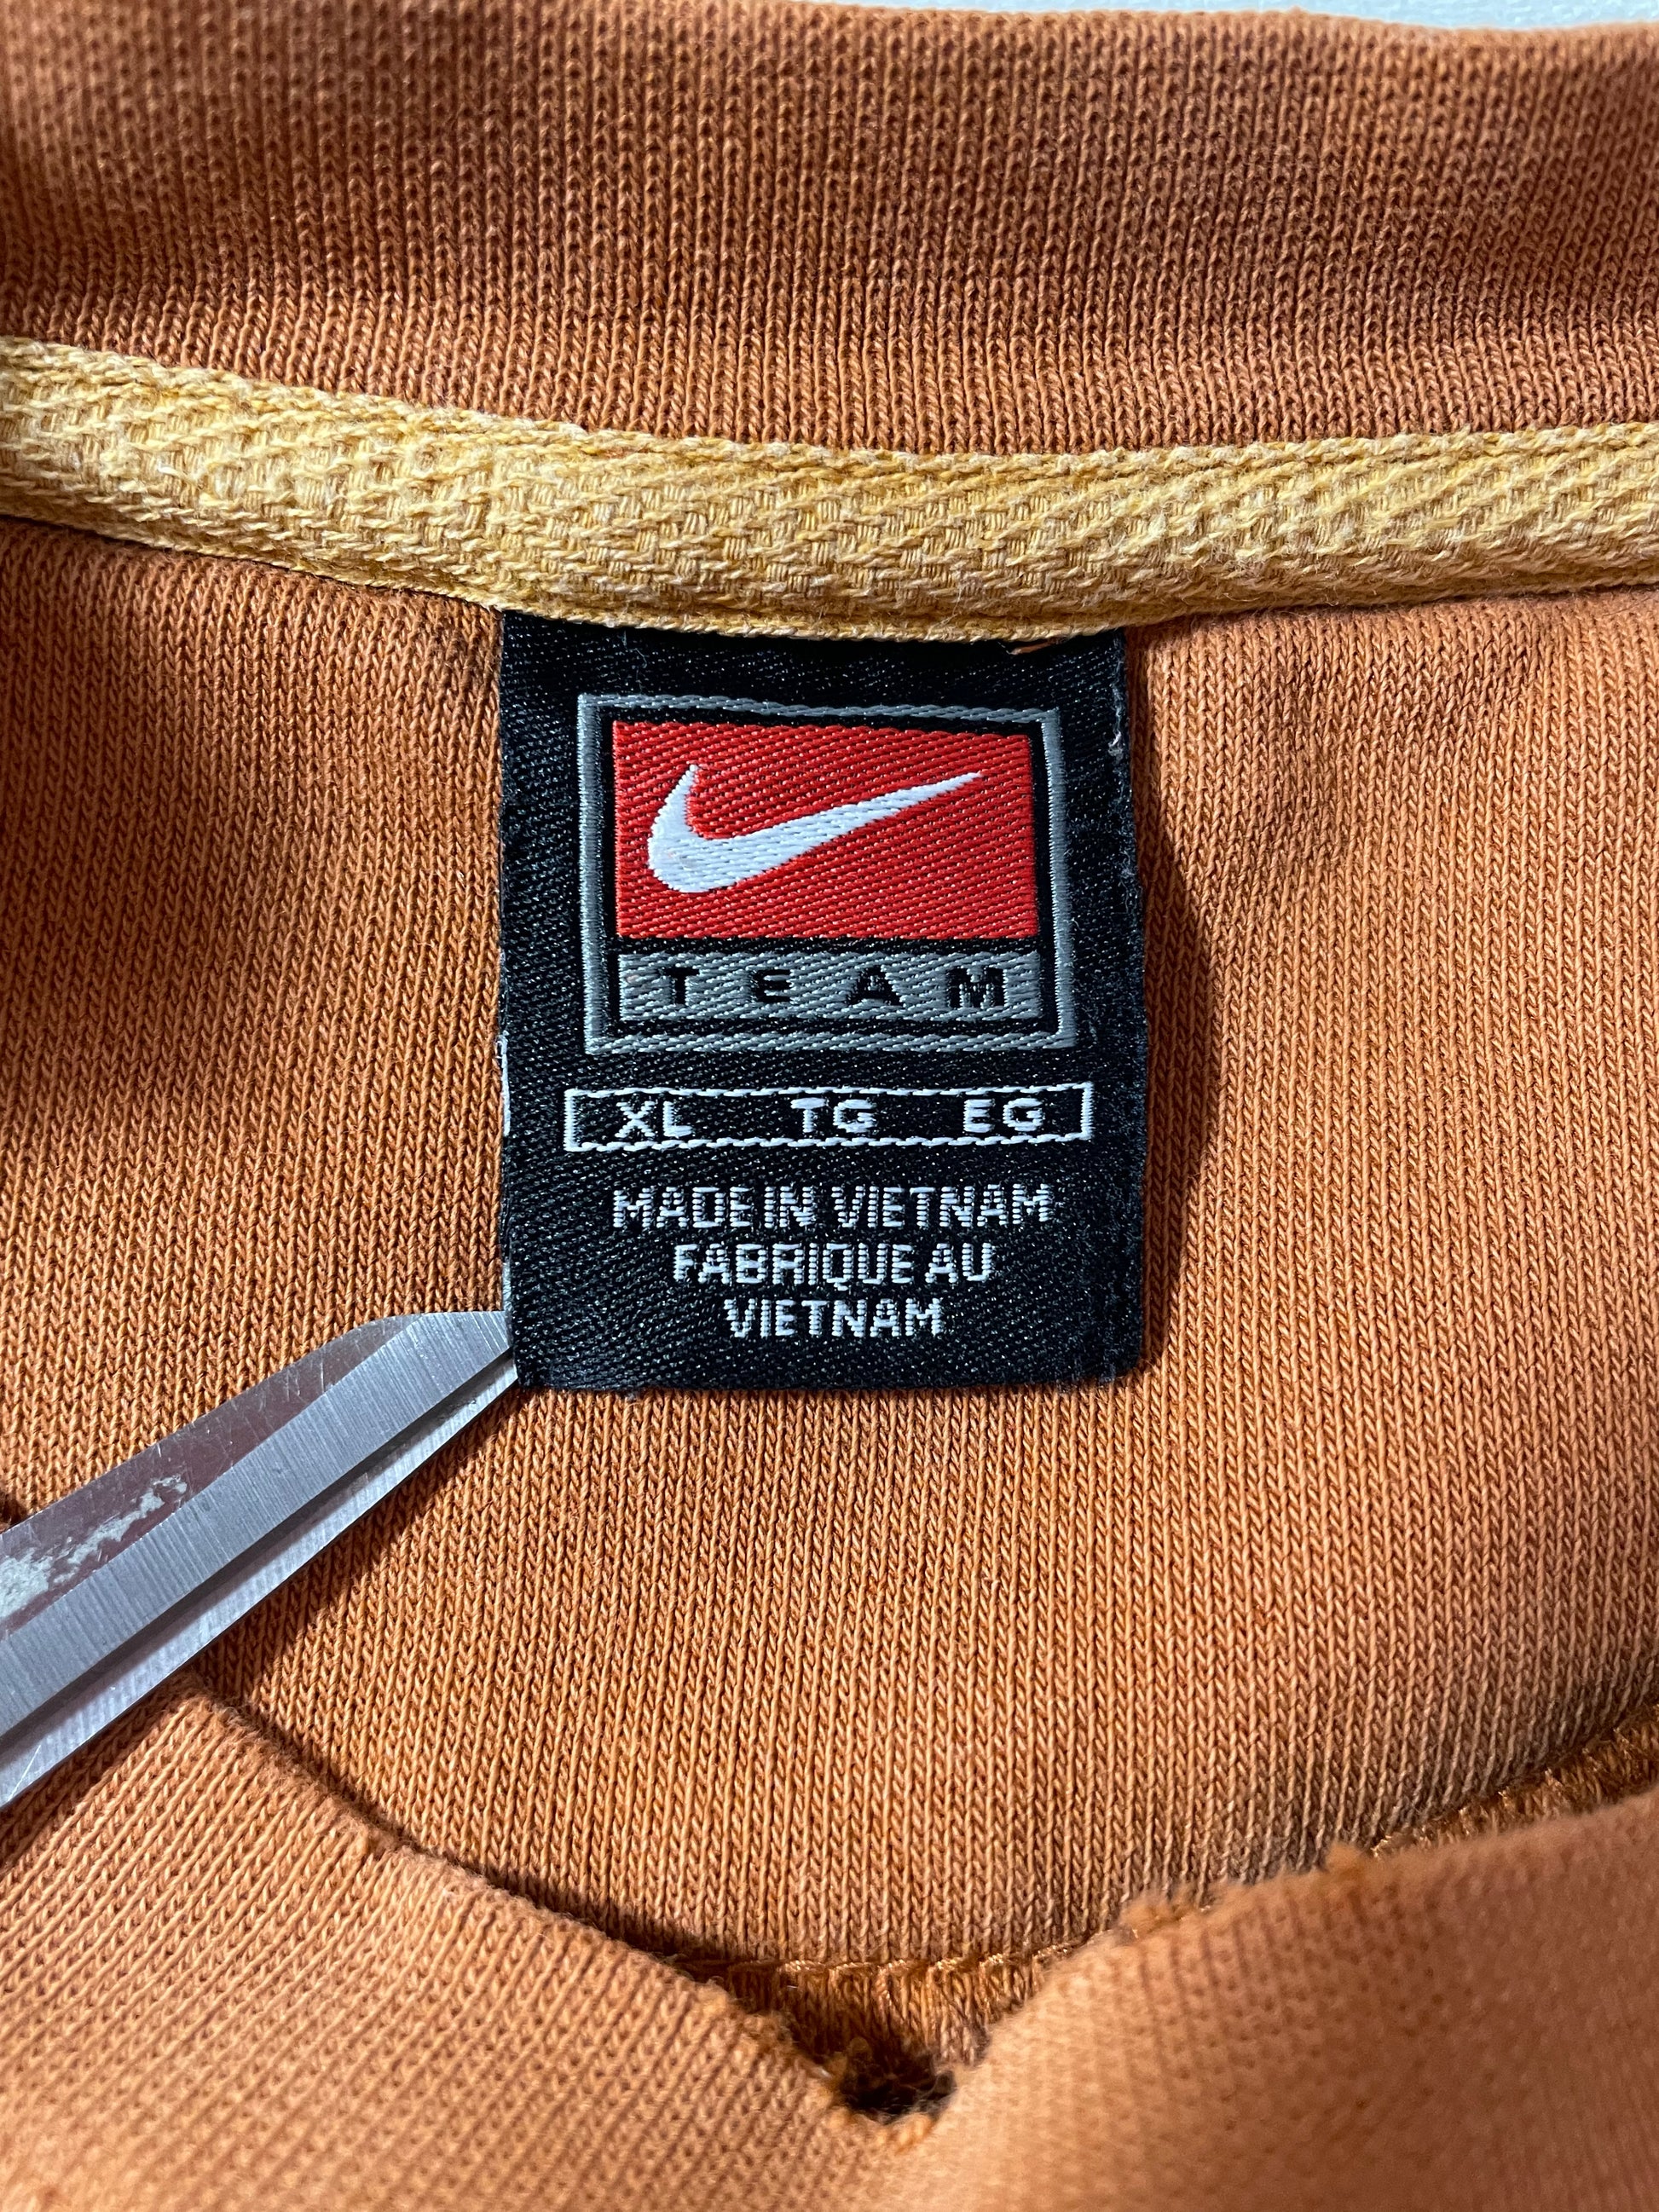 TEAM
XL TG EG
MADE IN VIETNAM
FABRIQUE AU
VIETNAM